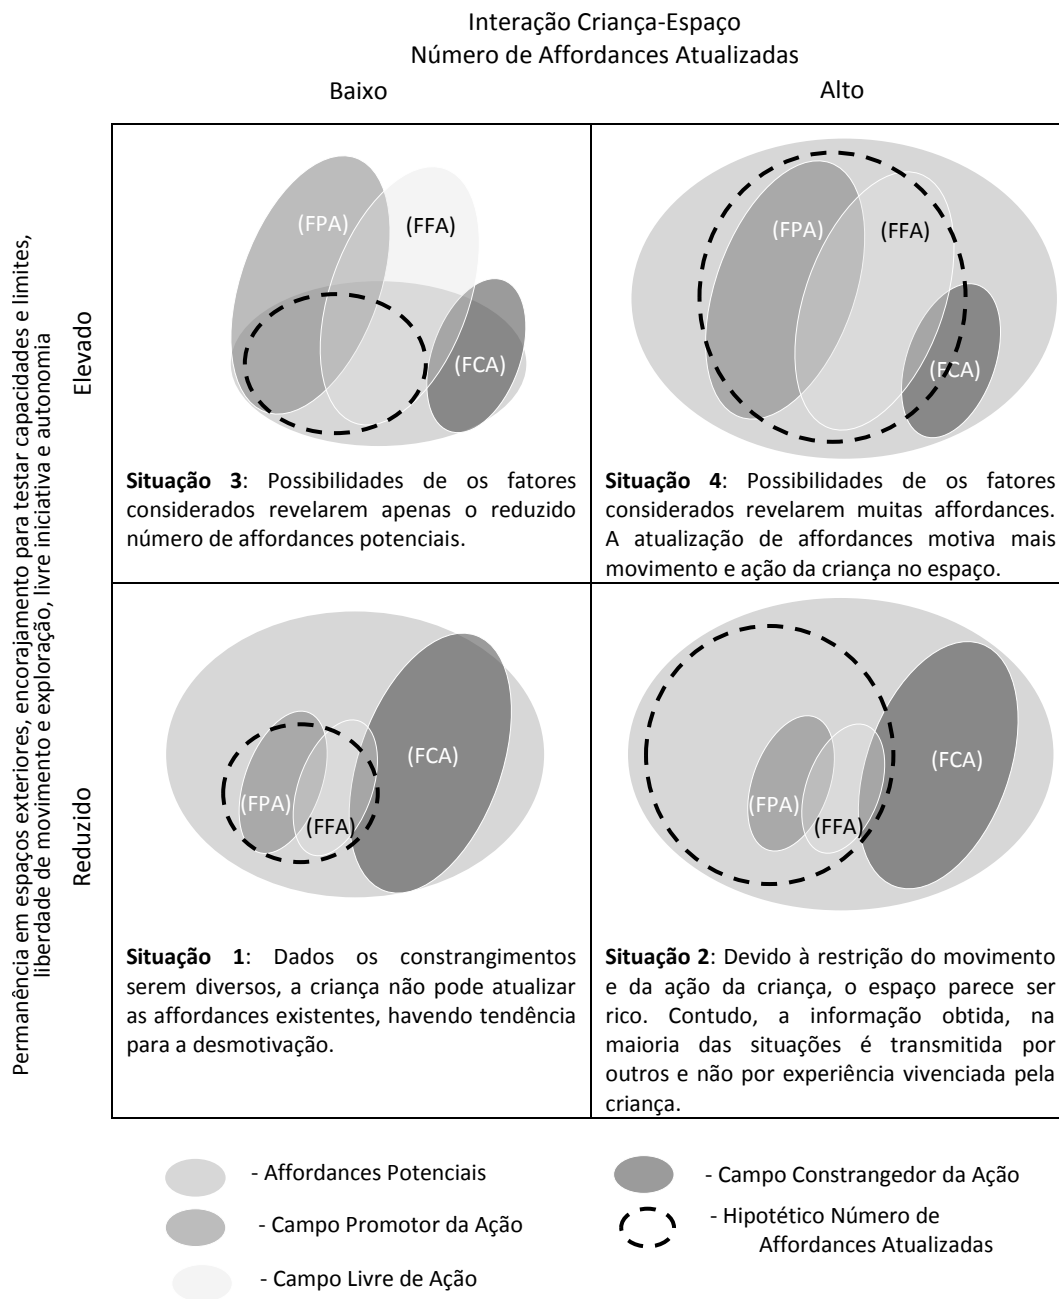 Interação Criança-Espaço
Número de Affordances Atualizadas
Baixo
Alto
Permanência em espaços exteriores, encorajamento para testar capacidades e limites,
liberdade de movimento e exploração, livre iniciativa e autonomia
Elevado
(FPA)
(FFA)
(FCA)
Situação 3: Possibilidades de os fatores
considerados revelarem apenas o reduzido
número de affordances potenciais.
(FPA)
(FFA)
(FCA)
Situação 4: Possibilidades de os fatores
considerados revelarem muitas affordances.
A atualização de affordances motiva mais
movimento e ação da criança no espaço.
Reduzido
(FCA)
(FPA)
(FFA)
Situação 1: Dados os constrangimentos
serem diversos, a criança não pode atualizar
as affordances existentes, havendo tendência
para a desmotivação.
(FCA)
(FPA)
(FFA)
Situação 2: Devido à restrição do movimento
e da ação da criança, o espaço parece ser
rico. Contudo, a informação obtida, na
maioria das situações é transmitida por
outros e não por experiência vivenciada pela
criança.
- Affordances Potenciais
- Campo Promotor da Ação
- Campo Livre de Ação
- Campo Constrangedor da Ação
- Hipotético Número de
Affordances Atualizadas